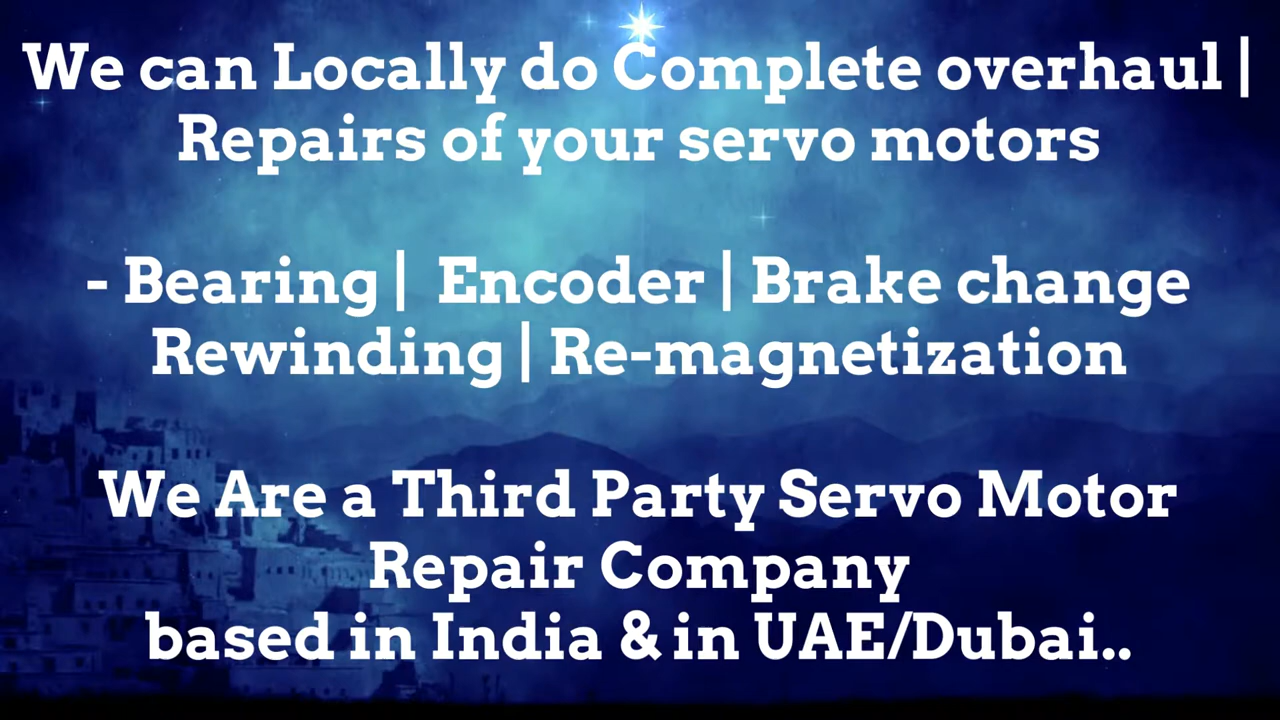 We can Locally do Complete overhaul |
Repairs of your servo motors
- Bearing |  Encoder | Brake change
Rewinding | Re-magnetization
We Are a Third Party Servo Motor
Repair Company
based in India & in UAE/Dubai..